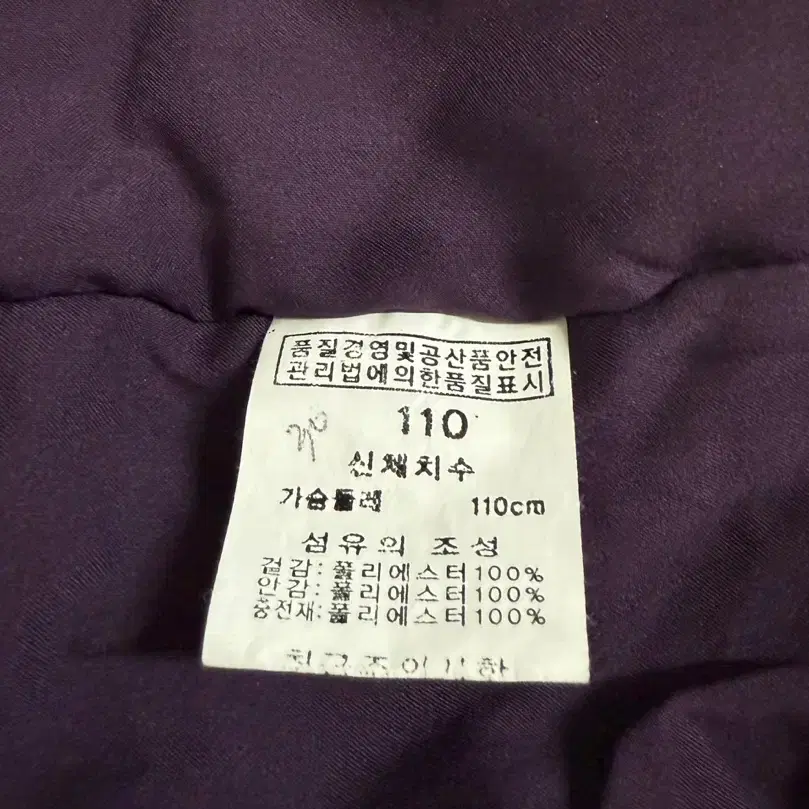 품질경영및공산품안전
관리법에의한품질표시
110
신체치수
가슴둘레 110cm
섬유의 조성
겉감:폴리에스터100%
안감:폴리에스터100%
충전재:폴리에스터100%